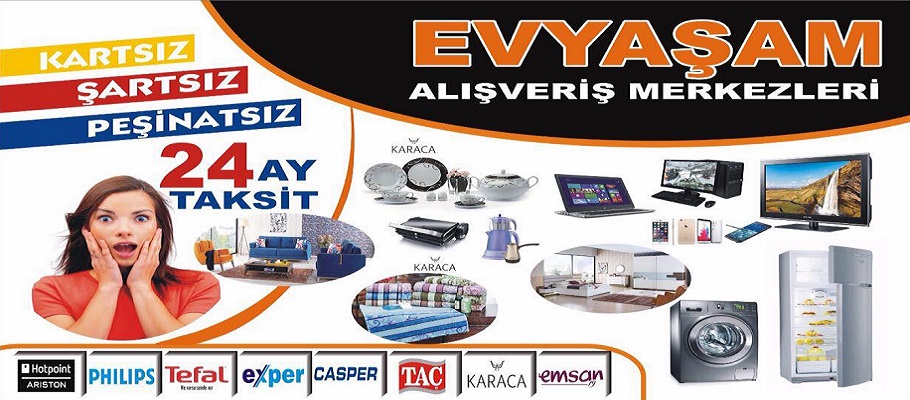 KARTSIZ
ŞARTSIZ
PEŞİNATSIZ
24 AY
TAKSİT
EVYAŞAM
ALIŞVERİŞ MERKEZLERİ
KARACA
KARACA
Hotpoint
ARISTON
PHILIPS
Tefal
exper
CASPER
TAÇ
KARACA
emsan